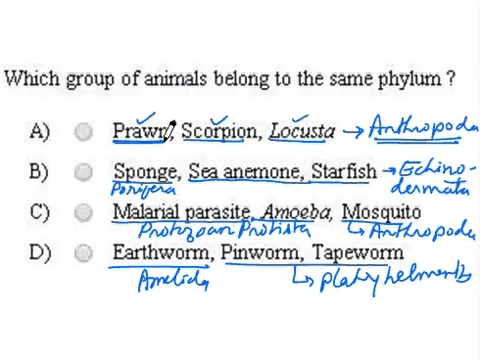 Which group of animals belong to the same phylum ?
A) Prawn, Scorpion, Locusta → Anthropoda
B) Sponge, Sea anemone, Starfish → Echino-
Porifera dermata
C) Malarial parasite, Amoeba, Mosquito
Protozoan Protista Anthropoda
D) Earthworm, Pinworm, Tapeworm
Annelida platyhelments